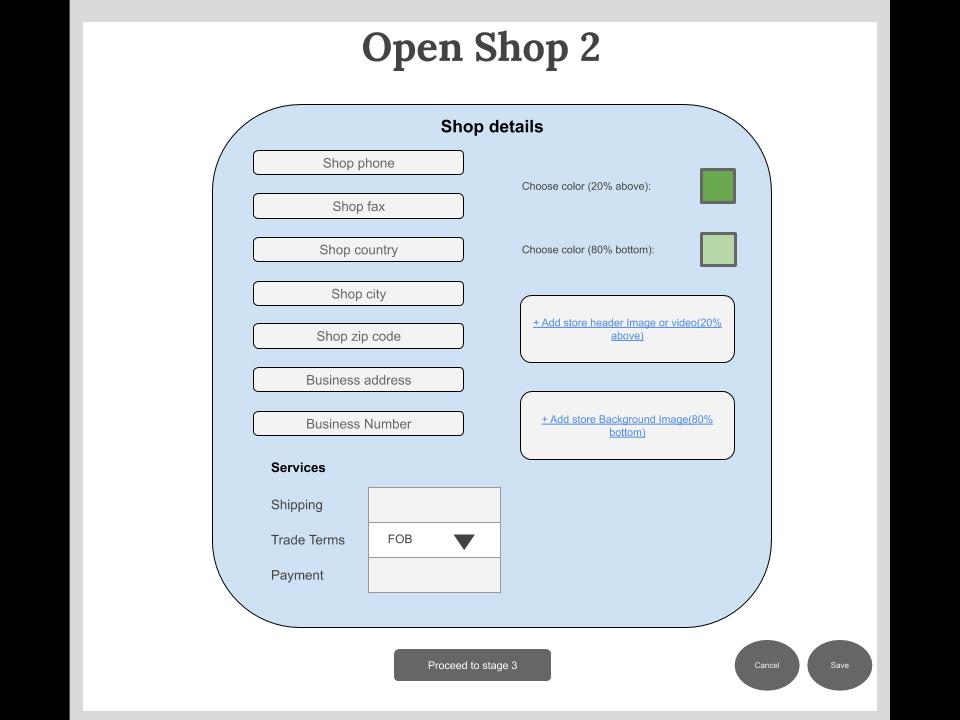 Open Shop 2
Shop details
Shop phone
Shop fax
Shop country
Shop city
Shop zip code
Business address
Business Number
Choose color (20% above):
Choose color (80% bottom):
+ Add store header Image or video(20%
above)
+ Add store Background Image(80%
bottom)
Services
Shipping
Trade Terms FOB
Payment
Proceed to stage 3
Cancel
Save